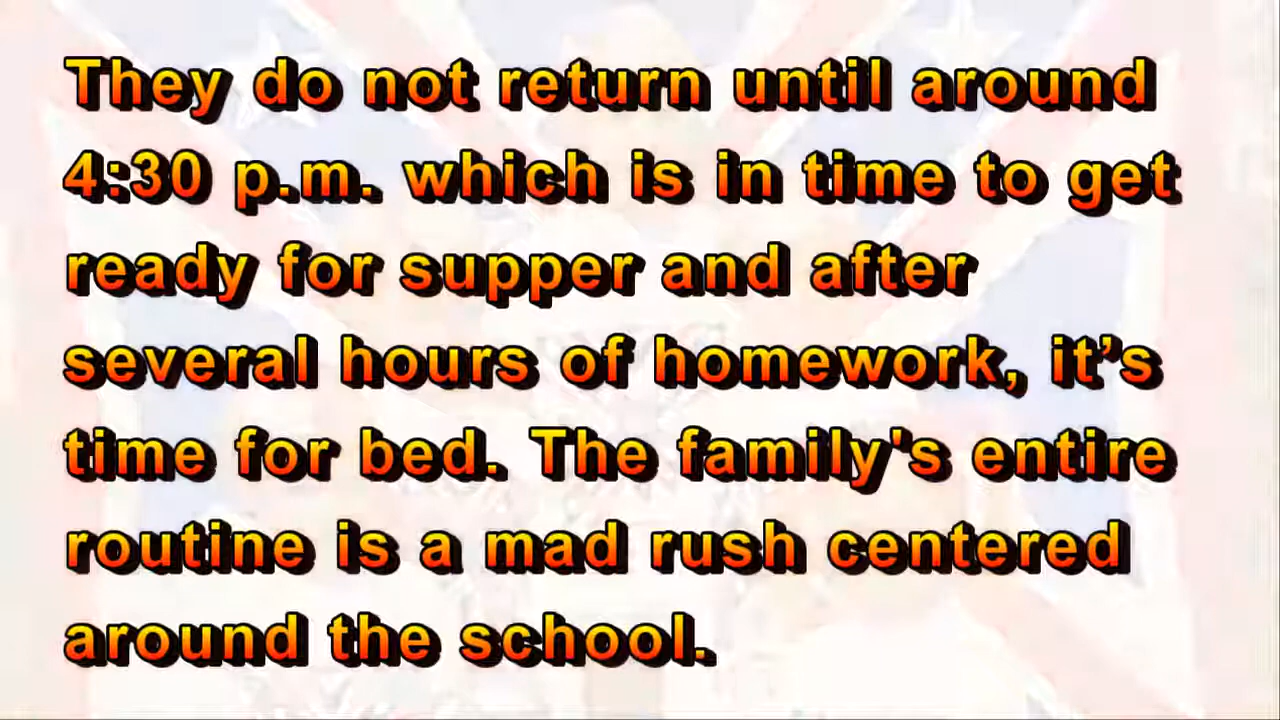 They do not return until around
4:30 p.m. which is in time to get
ready for supper and after
several hours of homework, it’s
time for bed. The family's entire
routine is a mad rush centered
around the school.